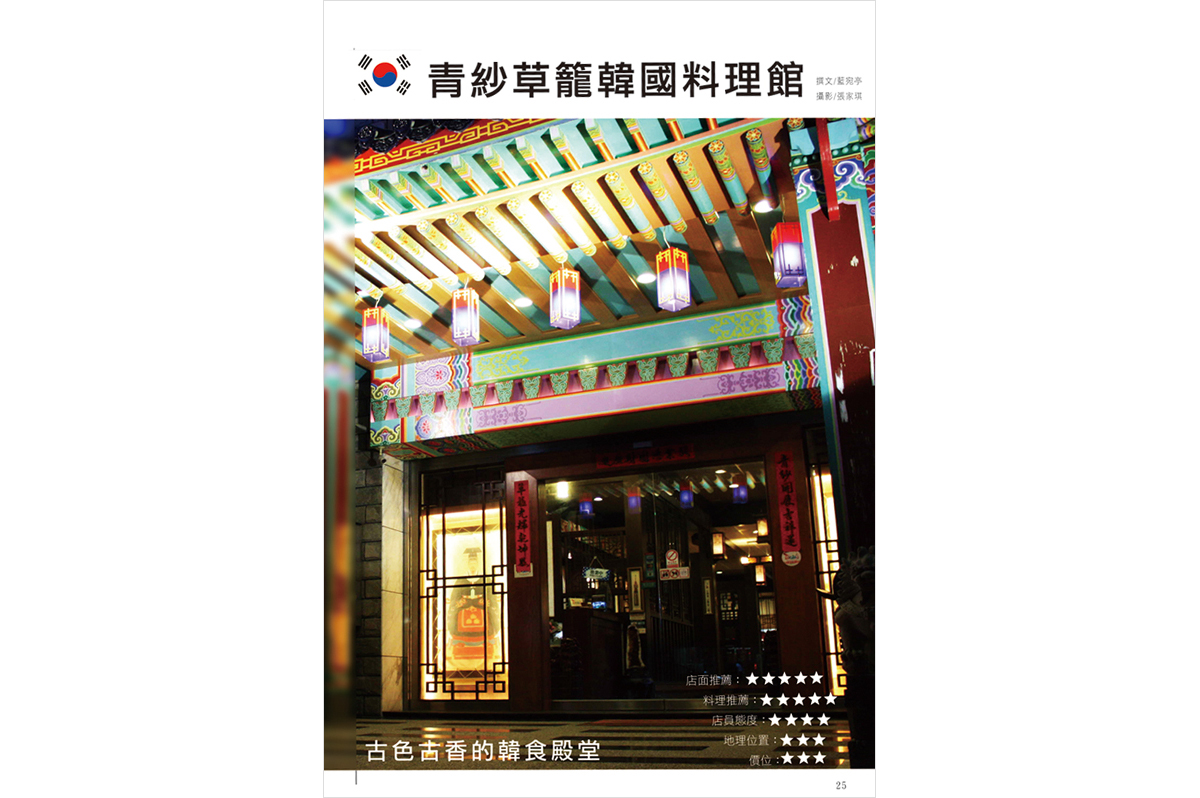 青紗草籠韓國料理館
撰文/藍宛亭
攝影/張家琪
店面推薦：★★★★★
料理推薦：★★★★★
店員態度：★★★★
地理位置：★★★
價位：★★★
古色古香的韓食殿堂
25